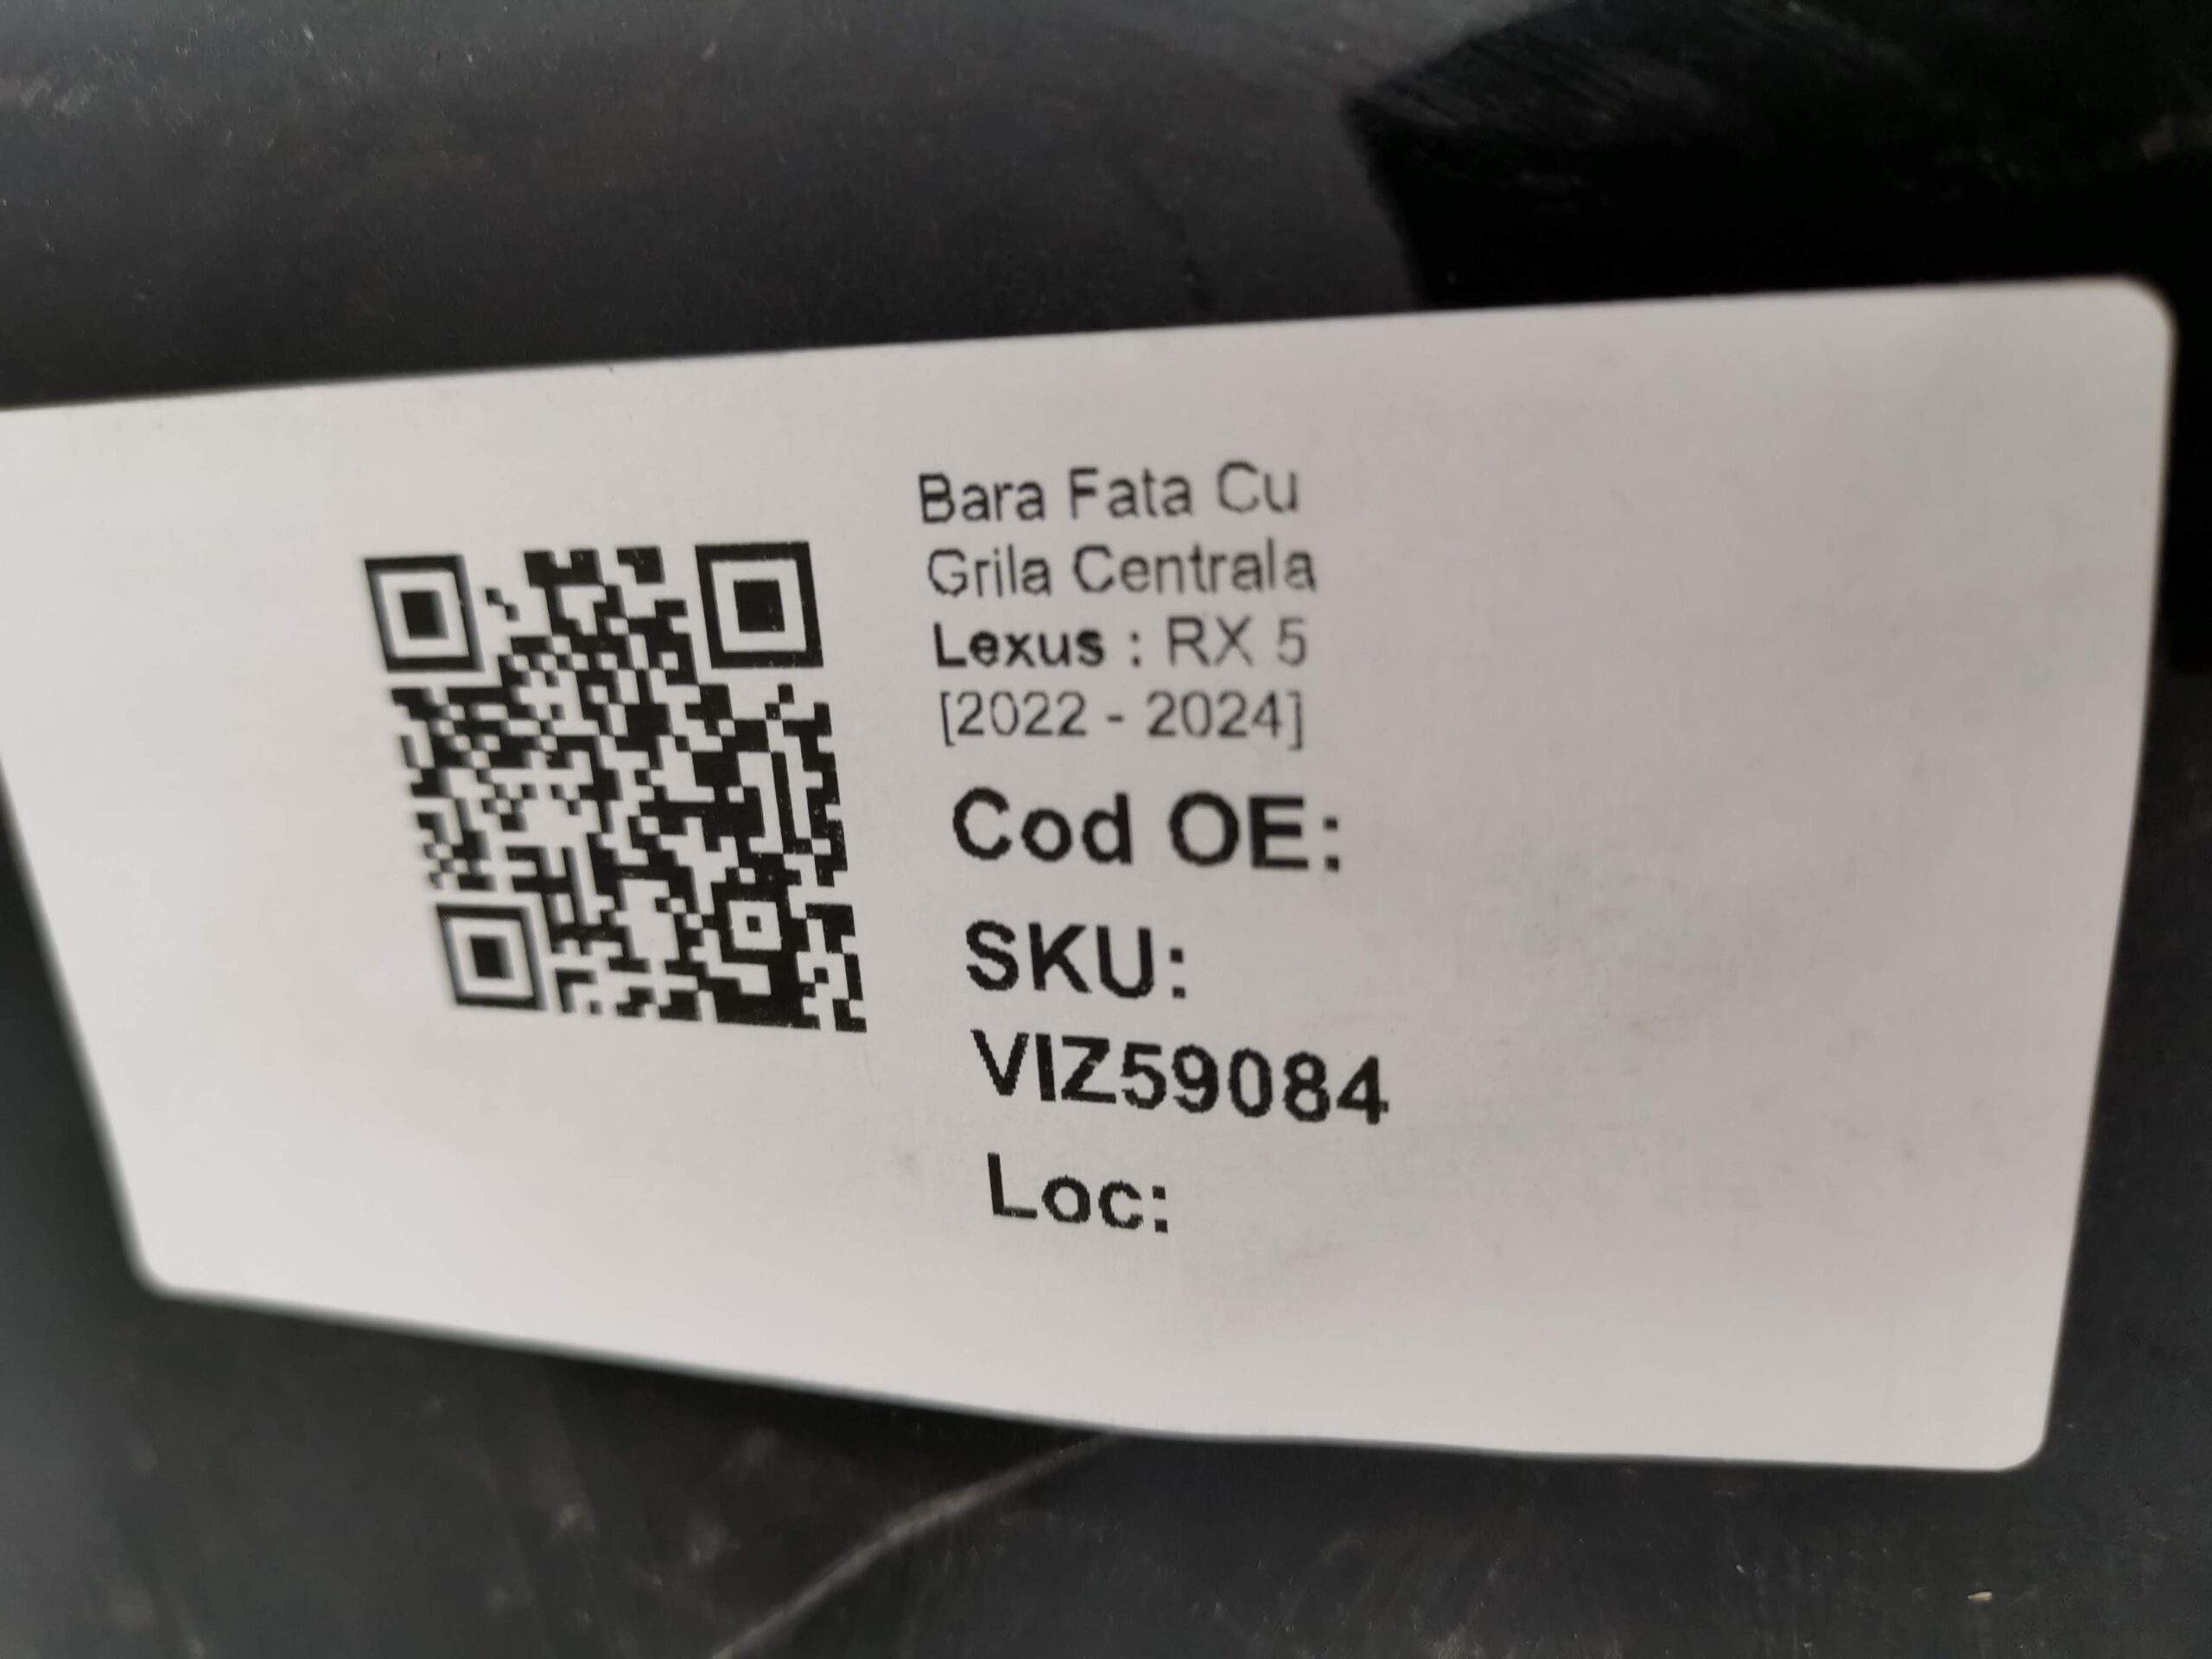 Bara Fata Cu
Grila Centrala
Lexus : RX 5
[2022 - 2024]
Cod OE:
SKU:
VIZ59084
Loc: